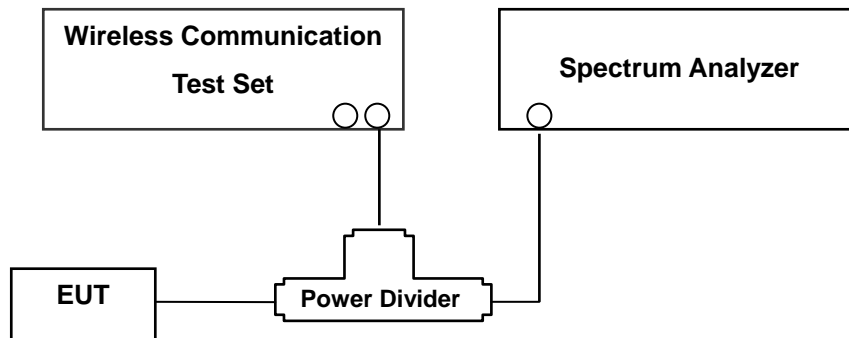 Wireless Communication
Test Set
Spectrum Analyzer
EUT
Power Divider